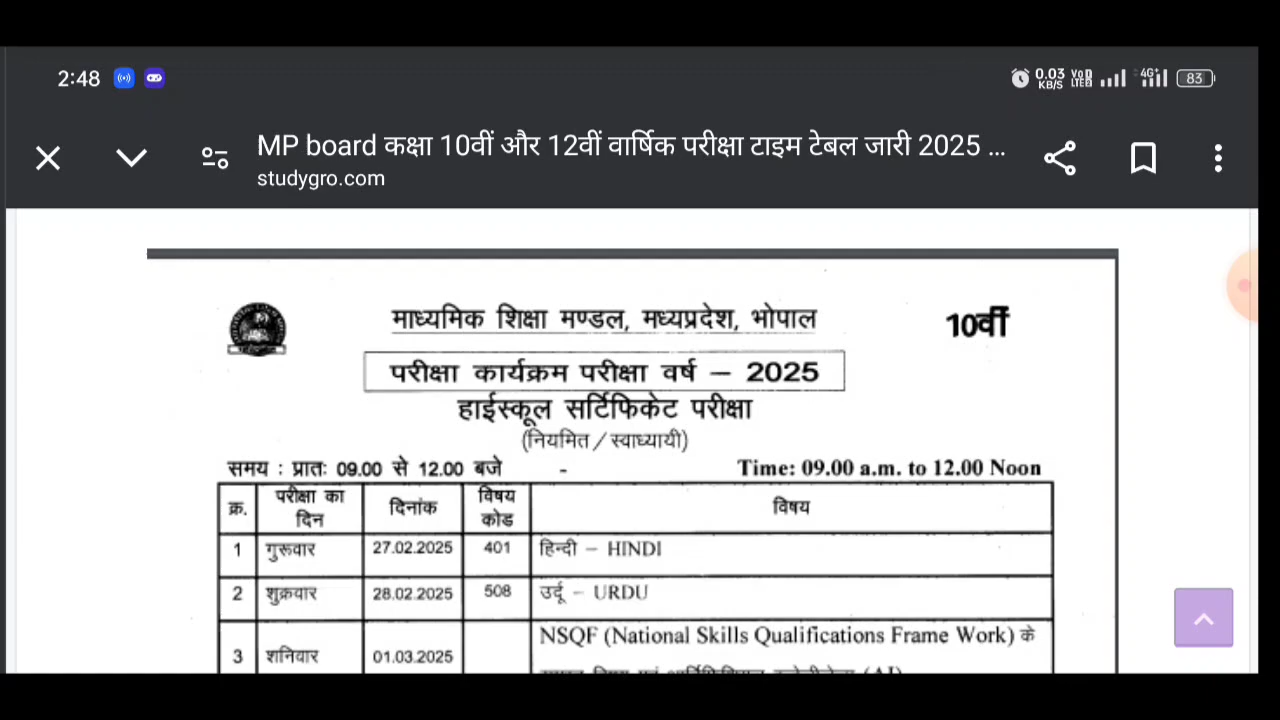 2:48
0.03 KB/S
VoD LTE2
4G+
83
MP board कक्षा 10वीं और 12वीं वार्षिक परीक्षा टाइम टेबल जारी 2025 ...
studygro.com
माध्यमिक शिक्षा मण्डल, मध्यप्रदेश, भोपाल
10वीं
परीक्षा कार्यक्रम परीक्षा वर्ष – 2025
हाईस्कूल सर्टिफिकेट परीक्षा
(नियमित / स्वाध्यायी)
समय : प्रातः 09.00 से 12.00 बजे - Time: 09.00 a.m. to 12.00 Noon
क्र. परीक्षा का दिन दिनांक विषय कोड विषय
1 गुरूवार 27.02.2025 401 हिन्दी – HINDI
2 शुक्रवार 28.02.2025 508 उर्दू – URDU
3 शनिवार 01.03.2025 NSQF (National Skills Qualifications Frame Work) के